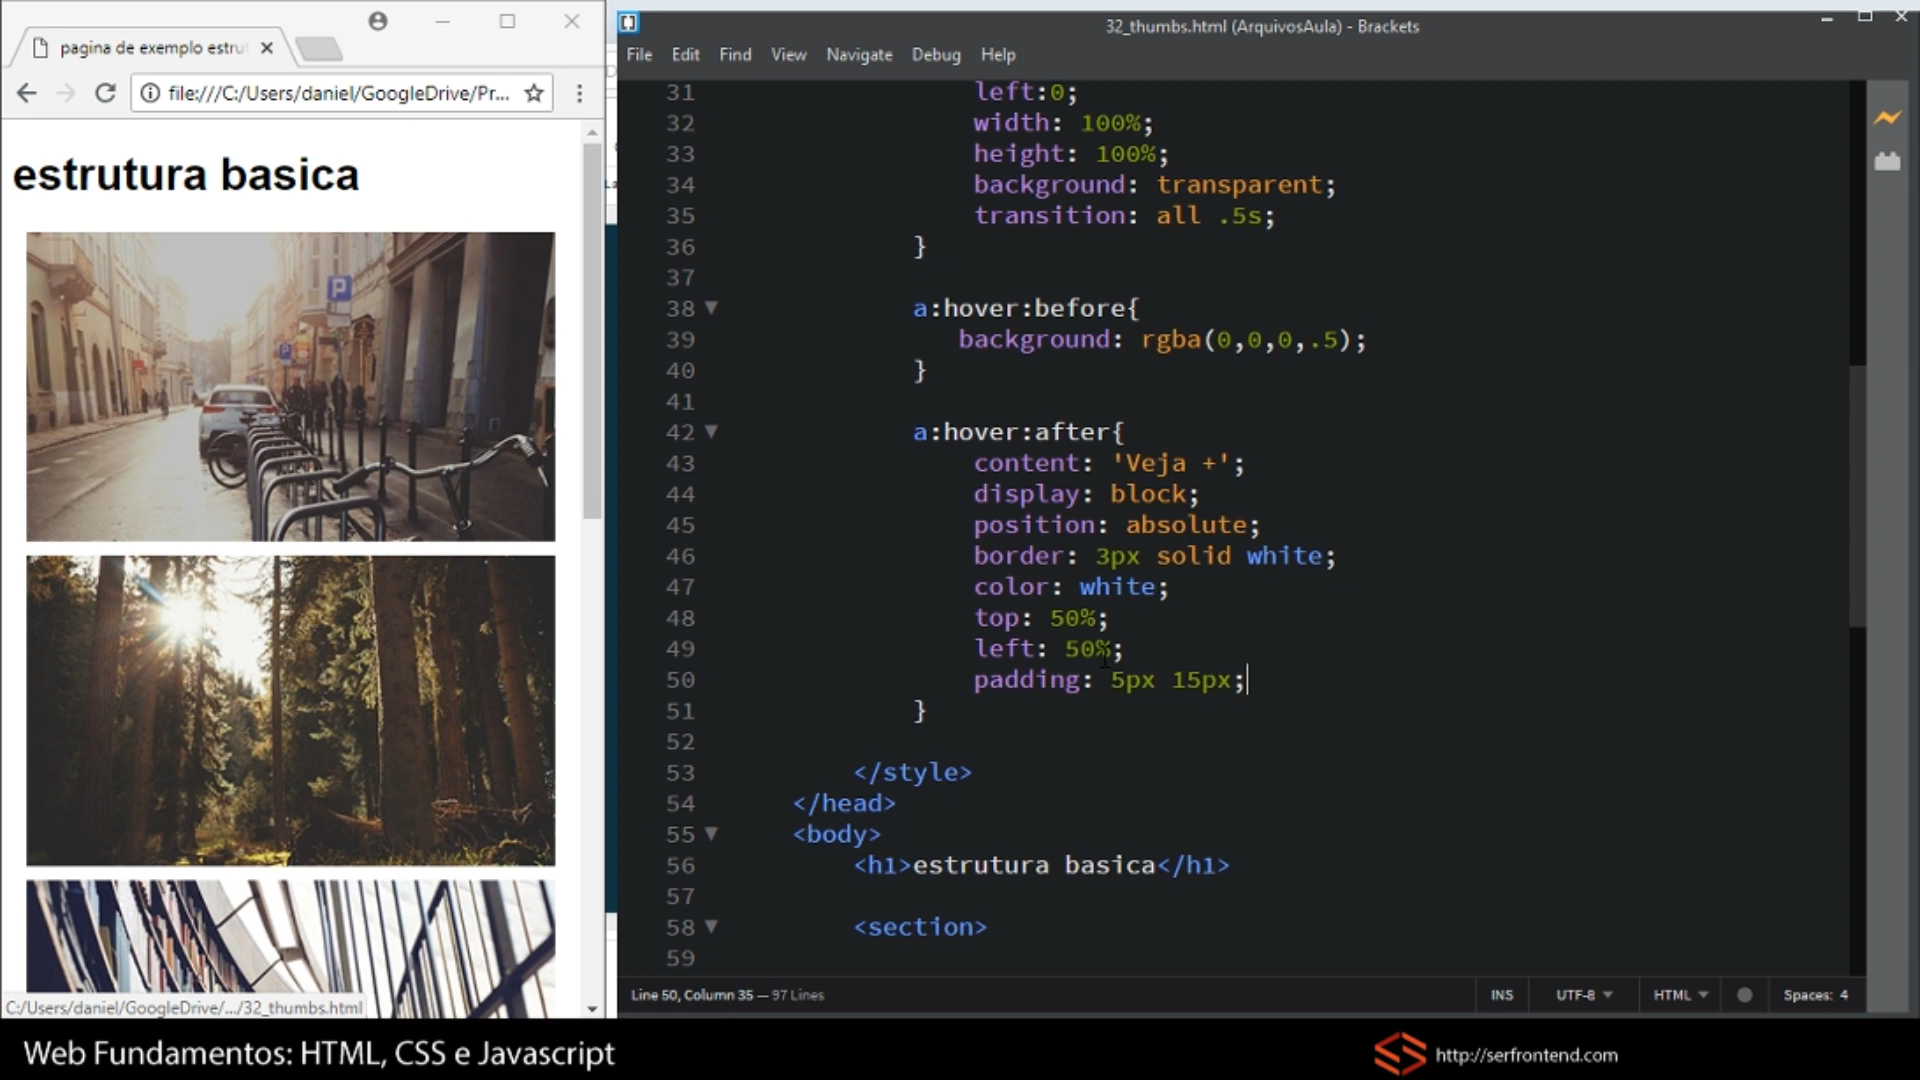 pagina de exemplo estru
file:///C:/Users/daniel/GoogleDrive/Pr...
estrutura basica
P
C:/Users/daniel/GoogleDrive/.../32_thumbs.html
32_thumbs.html (ArquivosAula) - Brackets
File Edit Find View Navigate Debug Help
31 left:0;
32 width: 100%;
33 height: 100%;
34 background: transparent;
35 transition: all .5s;
36 }
37
38 a:hover:before{
39 background: rgba(0,0,0,.5);
40 }
41
42 a:hover:after{
43 content: 'Veja +';
44 display: block;
45 position: absolute;
46 border: 3px solid white;
47 color: white;
48 top: 50%;
49 left: 50%;
50 padding: 5px 15px;
51 }
52
53 </style>
54 </head>
55 <body>
56 <h1>estrutura basica</h1>
57
58 <section>
59
Line 50, Column 35 — 97 Lines
INS UTF-8 HTML Spaces: 4
Web Fundamentos: HTML, CSS e Javascript
http://serfrontend.com